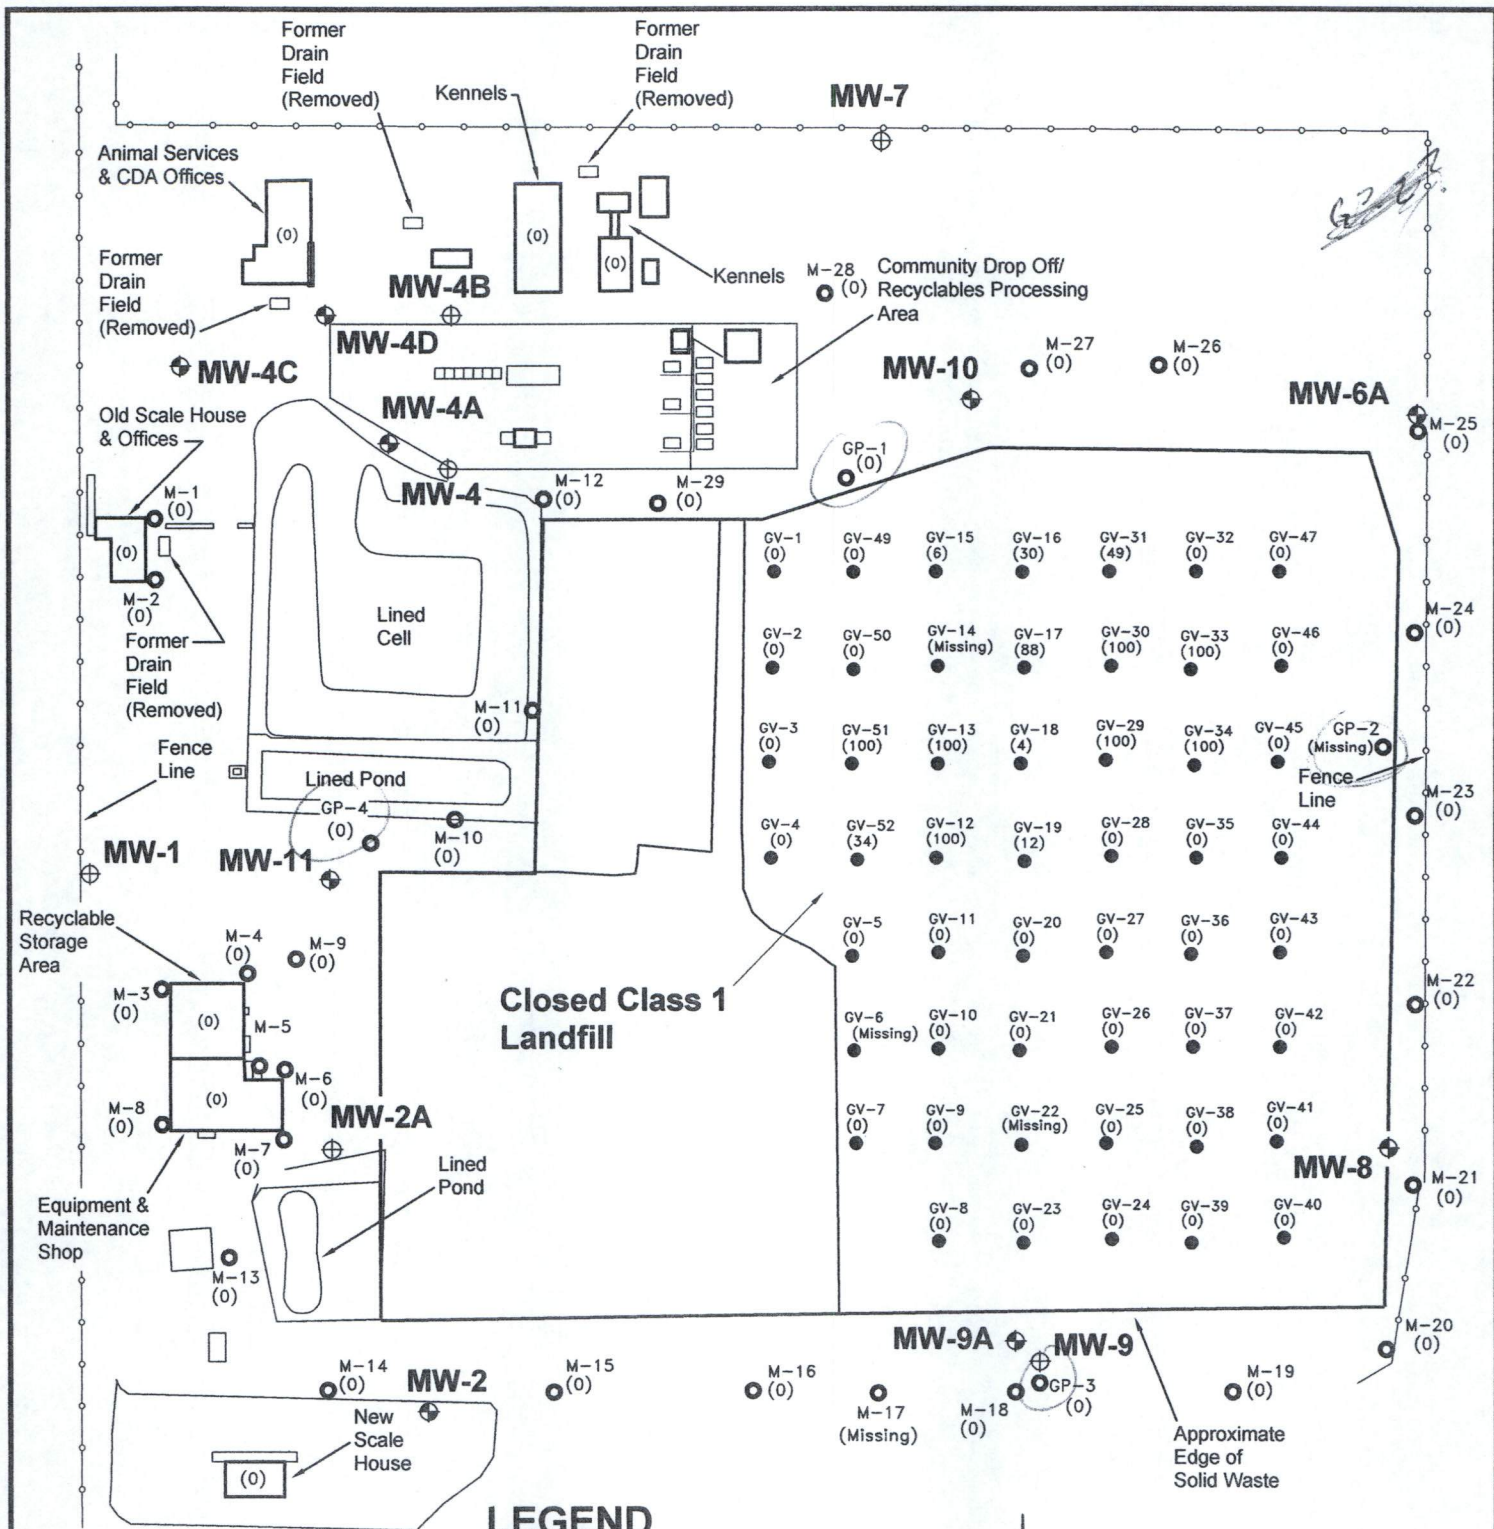 Former
Drain
Field
(Removed)
Kennels
Former
Drain
Field
(Removed)
MW-7
Animal Services
& CDA Offices
(0)
(0)
(0)
Kennels
Former
Drain
Field
(Removed)
MW-4B
M-28
(0)
Community Drop Off/
Recyclables Processing
Area
MW-4D
MW-4C
MW-10
M-27
(0)
M-26
(0)
MW-6A
M-25
(0)
Old Scale House
& Offices
MW-4A
GP-1
(0)
MW-4
M-12
(0)
M-29
(0)
M-1
(0)
(0)
M-2
(0)
Former
Drain
Field
(Removed)
Lined
Cell
GV-1
(0)
GV-49
(0)
GV-15
(6)
GV-16
(30)
GV-31
(49)
GV-32
(0)
GV-47
(0)
M-24
(0)
GV-2
(0)
GV-50
(0)
GV-14
(Missing)
GV-17
(88)
GV-30
(100)
GV-33
(100)
GV-46
(0)
M-11
(0)
GV-3
(0)
GV-51
(100)
GV-13
(100)
GV-18
(4)
GV-29
(100)
GV-34
(100)
GV-45
(0)
GP-2
(Missing)
Fence
Line
Fence
Line
M-23
(0)
Lined Pond
GP-4
(0)
M-10
(0)
GV-4
(0)
GV-52
(34)
GV-12
(100)
GV-19
(12)
GV-28
(0)
GV-35
(0)
GV-44
(0)
MW-1
MW-11
Recyclable
Storage
Area
M-4
(0)
M-9
(0)
GV-5
(0)
GV-11
(0)
GV-20
(0)
GV-27
(0)
GV-36
(0)
GV-43
(0)
M-22
(0)
M-3
(0)
(0)
M-5
Closed Class 1
Landfill
GV-6
(Missing)
GV-10
(0)
GV-21
(0)
GV-26
(0)
GV-37
(0)
GV-42
(0)
M-6
(0)
(0)
M-8
(0)
M-7
(0)
MW-2A
GV-7
(0)
GV-9
(0)
GV-22
(Missing)
GV-25
(0)
GV-38
(0)
GV-41
(0)
MW-8
M-21
(0)
Lined
Pond
Equipment &
Maintenance
Shop
GV-8
(0)
GV-23
(0)
GV-24
(0)
GV-39
(0)
GV-40
(0)
M-13
(0)
MW-9A
MW-9
M-20
(0)
M-14
(0)
MW-2
M-15
(0)
M-16
(0)
M-17
(Missing)
M-18
(0)
GP-3
(0)
M-19
(0)
New
Scale
House
(0)
Approximate
Edge of
Solid Waste
LEGEND